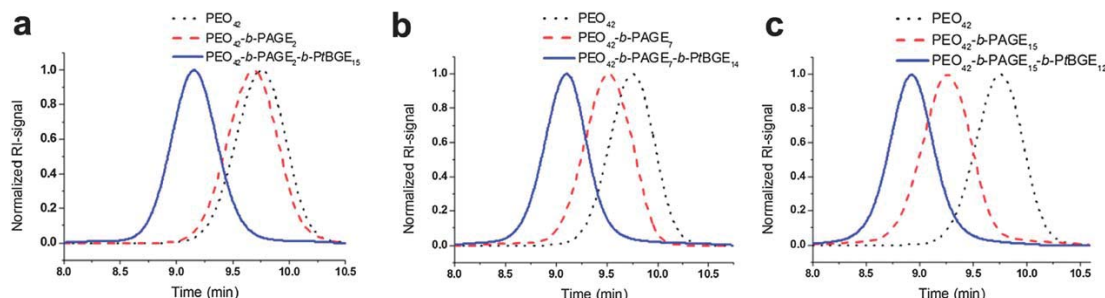 a
PEO₄₂
PEO₄₂-b-PAGE₂
PEO₄₂-b-PAGE₂-b-PtBGE₁₅
1.0
0.8
0.6
0.4
0.2
0.0
Normalized RI-signal
8.0 8.5 9.0 9.5 10.0 10.5
Time (min)
b
PEO₄₂
PEO₄₂-b-PAGE₇
PEO₄₂-b-PAGE₇-b-PtBGE₁₄
1.0
0.8
0.6
0.4
0.2
0.0
Normalized RI-signal
8.0 8.5 9.0 9.5 10.0 10.5
Time (min)
c
PEO₄₂
PEO₄₂-b-PAGE₁₅
PEO₄₂-b-PAGE₁₅-b-PtBGE₁₂
1.0
0.8
0.6
0.4
0.2
0.0
Normalized RI-signal
8.0 8.5 9.0 9.5 10.0 10.5
Time (min)